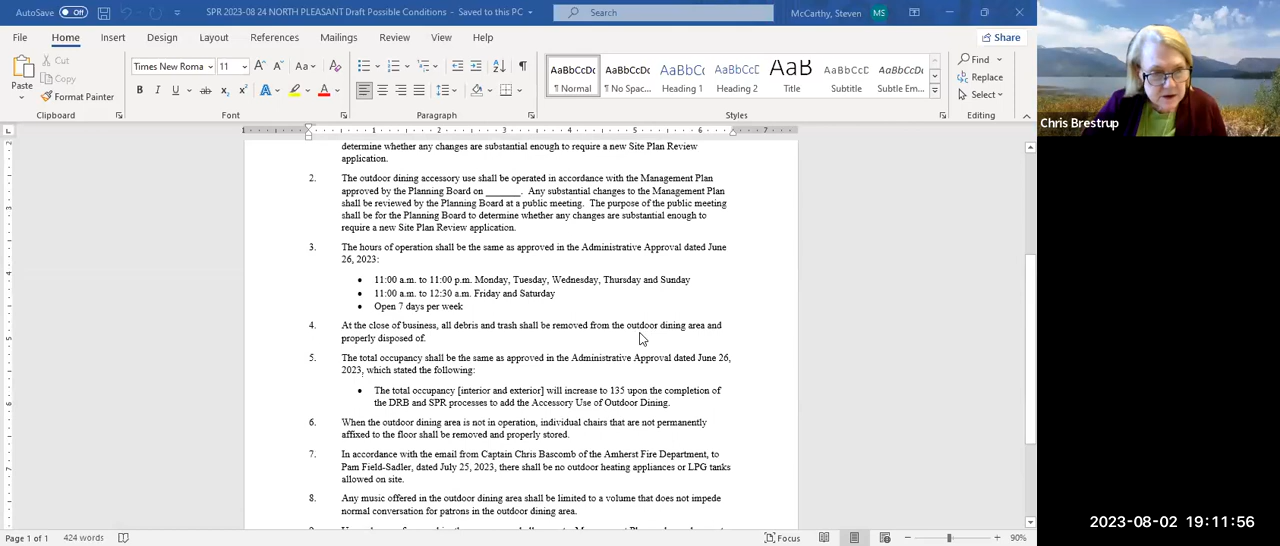 AutoSave Off SPR 2023-08 24 NORTH PLEASANT Draft Possible Conditions - Saved to this PC Search McCarthy, Steven MS
File Home Insert Design Layout References Mailings Review View Help Share
Paste Cut Copy Format Painter Clipboard
Times New Roma 11 Font
Paragraph
AaBbCcDc ¶ Normal AaBbCcDc ¶ No Spac... AaBbCc Heading 1 AaBbCcD Heading 2 AaB Title AaBbCcD Subtitle AaBbCcD Subtle Em... Styles
Find Replace Select Editing
determine whether any changes are substantial enough to require a new Site Plan Review
application.
2. The outdoor dining accessory use shall be operated in accordance with the Management Plan
approved by the Planning Board on _______. Any substantial changes to the Management Plan
shall be reviewed by the Planning Board at a public meeting. The purpose of the public meeting
shall be for the Planning Board to determine whether any changes are substantial enough to
require a new Site Plan Review application.
3. The hours of operation shall be the same as approved in the Administrative Approval dated June
26, 2023:
• 11:00 a.m. to 11:00 p.m. Monday, Tuesday, Wednesday, Thursday and Sunday
• 11:00 a.m. to 12:30 a.m. Friday and Saturday
• Open 7 days per week
4. At the close of business, all debris and trash shall be removed from the outdoor dining area and
properly disposed of.
5. The total occupancy shall be the same as approved in the Administrative Approval dated June 26,
2023, which stated the following:
• The total occupancy [interior and exterior] will increase to 135 upon the completion of
the DRB and SPR processes to add the Accessory Use of Outdoor Dining.
6. When the outdoor dining area is not in operation, individual chairs that are not permanently
affixed to the floor shall be removed and properly stored.
7. In accordance with the email from Captain Chris Bascomb of the Amherst Fire Department, to
Pam Field-Sadler, dated July 25, 2023, there shall be no outdoor heating appliances or LPG tanks
allowed on site.
8. Any music offered in the outdoor dining area shall be limited to a volume that does not impede
normal conversation for patrons in the outdoor dining area.
Page 1 of 1 424 words Focus 90%
Chris Brestrup
2023-08-02 19:11:56